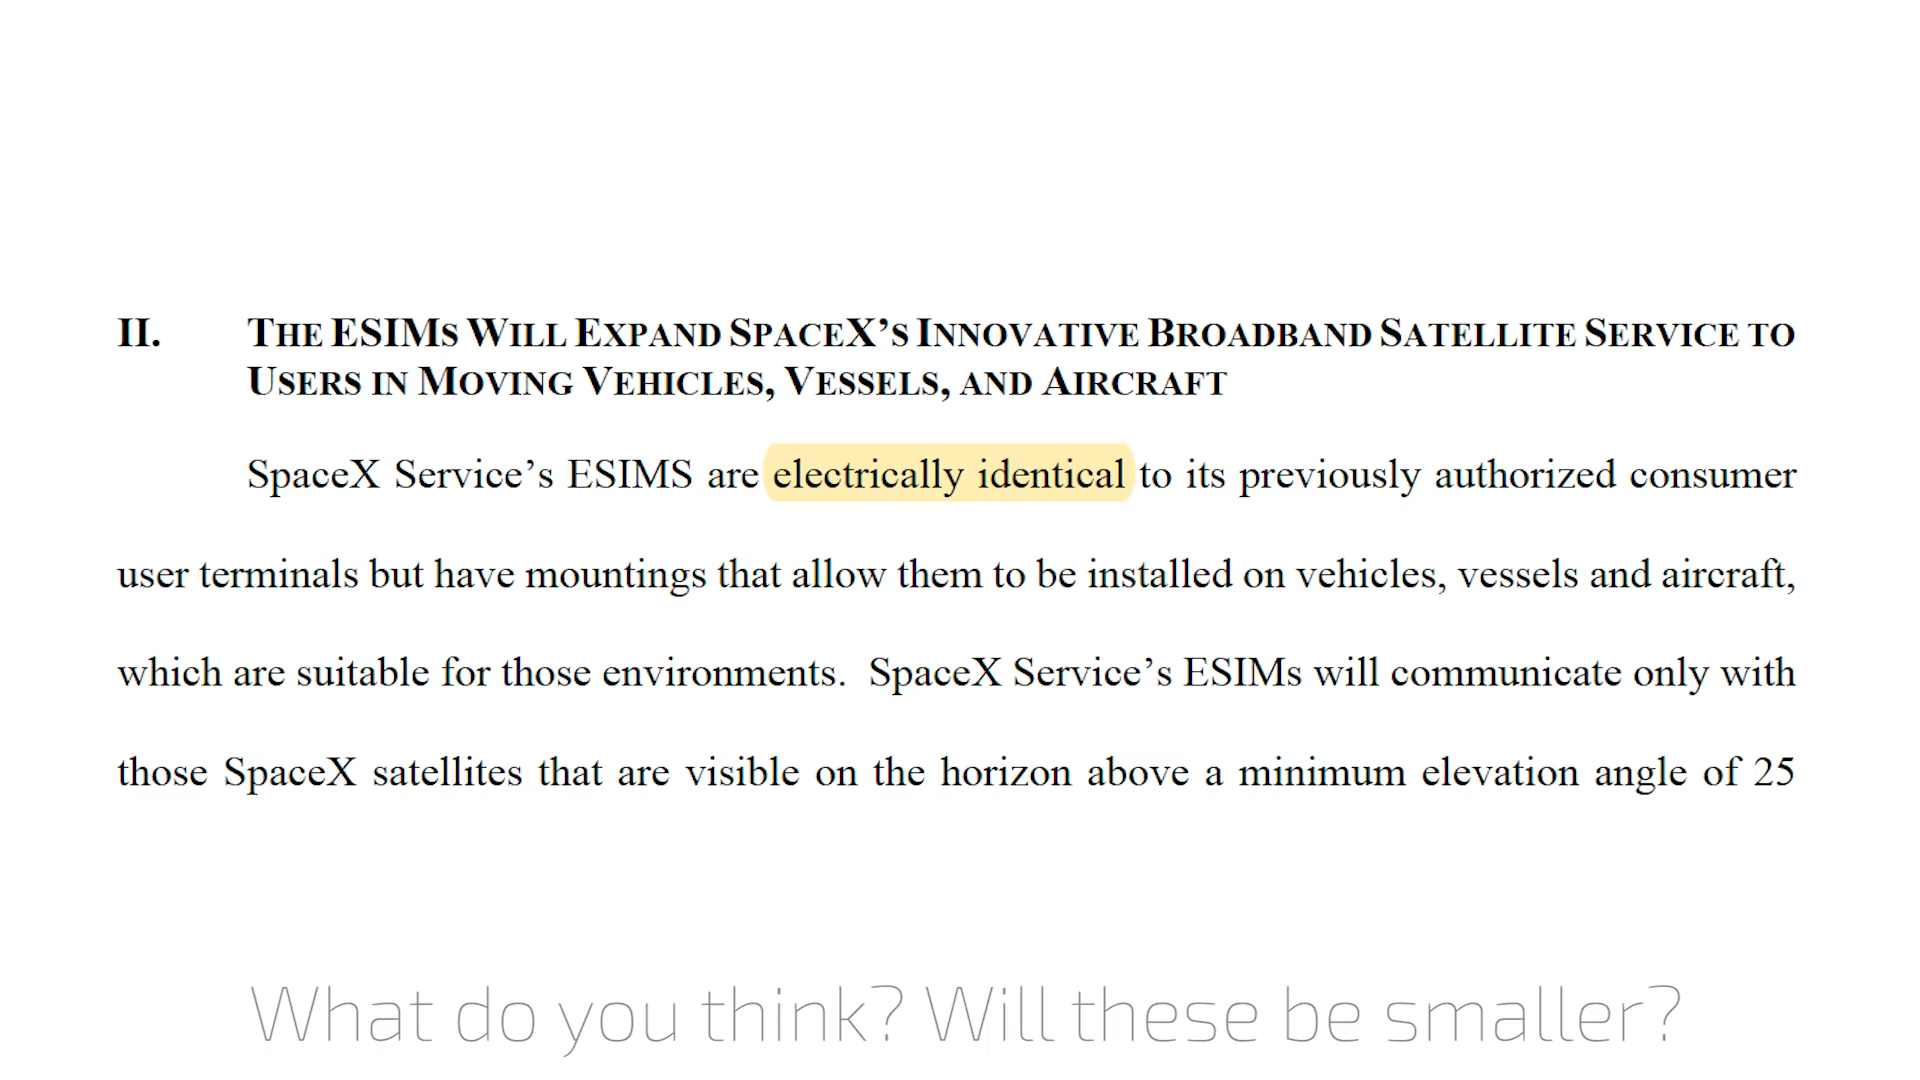 II. THE ESIMS WILL EXPAND SPACEX’S INNOVATIVE BROADBAND SATELLITE SERVICE TO
USERS IN MOVING VEHICLES, VESSELS, AND AIRCRAFT
SpaceX Service’s ESIMS are electrically identical to its previously authorized consumer
user terminals but have mountings that allow them to be installed on vehicles, vessels and aircraft,
which are suitable for those environments. SpaceX Service’s ESIMs will communicate only with
those SpaceX satellites that are visible on the horizon above a minimum elevation angle of 25
What do you think? Will these be smaller?